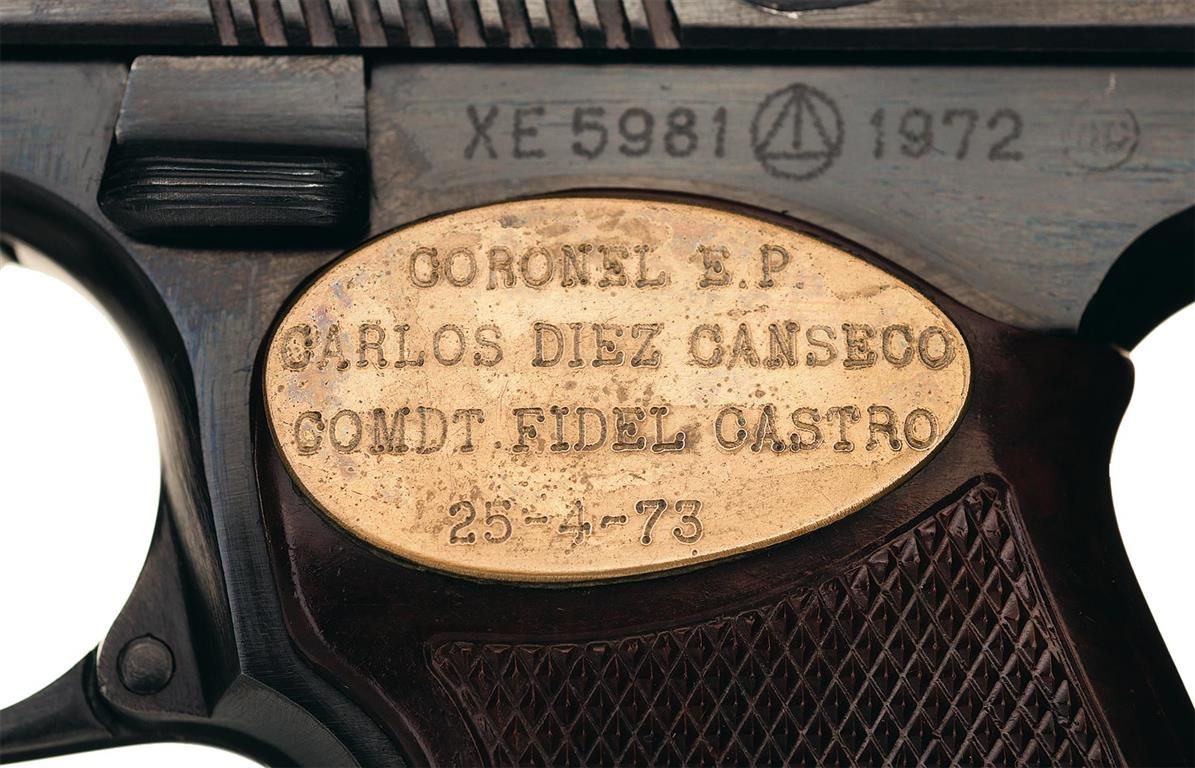 XE 5981 1972
CORONEL E.P.
CARLOS DIEZ CANSECO
COMDT. FIDEL CASTRO
25-4-73